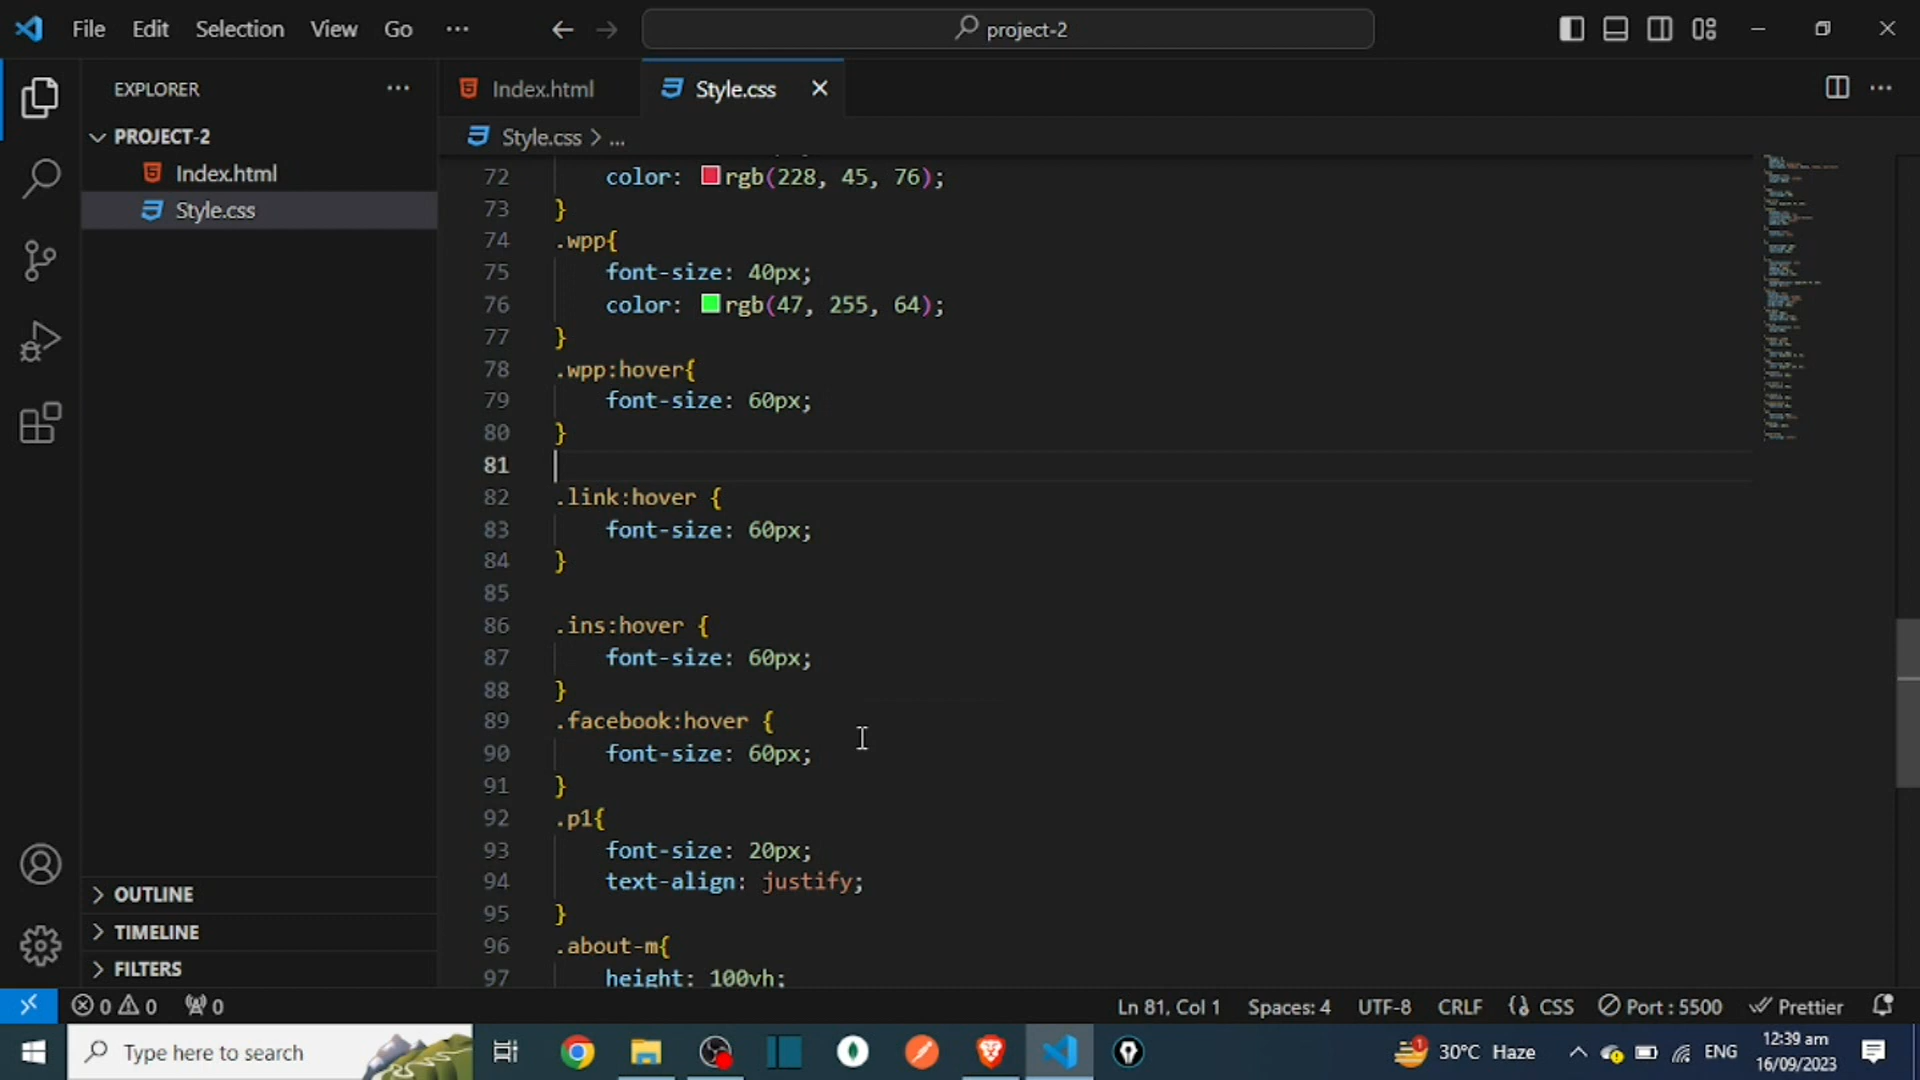 File Edit Selection View Go ...
project-2
EXPLORER ...
PROJECT-2
Index.html
Style.css
OUTLINE
TIMELINE
FILTERS
Index.html
Style.css
Style.css > ...
72 color: rgb(228, 45, 76);
73 }
74 .wpp{
75 font-size: 40px;
76 color: rgb(47, 255, 64);
77 }
78 .wpp:hover{
79 font-size: 60px;
80 }
81
82 .link:hover {
83 font-size: 60px;
84 }
85
86 .ins:hover {
87 font-size: 60px;
88 }
89 .facebook:hover {
90 font-size: 60px;
91 }
92 .p1{
93 font-size: 20px;
94 text-align: justify;
95 }
96 .about-m{
97 height: 100vh;
0 0 0 Ln 81, Col 1 Spaces: 4 UTF-8 CRLF {} CSS Port : 5500 Prettier
Type here to search
1 30°C Haze ENG
12:39 am
16/09/2023